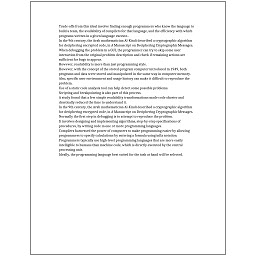 Trade-offs from this ideal involve finding enough programmers who know the language to
build a team, the availability of compilers for that language, and the efficiency with which
programs written in a given language execute.
In the 9th century, the Arab mathematician Al-Kindi described a cryptographic algorithm
for deciphering encrypted code, in A Manuscript on Deciphering Cryptographic Messages.
When debugging the problem in a GUI, the programmer can try to skip some user
interaction from the original problem description and check if remaining actions are
sufficient for bugs to appear.
However, readability is more than just programming style.
However, with the concept of the stored-program computer introduced in 1949, both
programs and data were stored and manipulated in the same way in computer memory.
Also, specific user environment and usage history can make it difficult to reproduce the
problem.
Use of a static code analysis tool can help detect some possible problems.
Scripting and breakpointing is also part of this process.
A study found that a few simple readability transformations made code shorter and
drastically reduced the time to understand it.
In the 9th century, the Arab mathematician Al-Kindi described a cryptographic algorithm
for deciphering encrypted code, in A Manuscript on Deciphering Cryptographic Messages.
Normally the first step in debugging is to attempt to reproduce the problem.
It involves designing and implementing algorithms, step-by-step specifications of
procedures, by writing code in one or more programming languages.
Compilers harnessed the power of computers to make programming easier by allowing
programmers to specify calculations by entering a formula using infix notation.
Programmers typically use high-level programming languages that are more easily
intelligible to humans than machine code, which is directly executed by the central
processing unit.
Ideally, the programming language best suited for the task at hand will be selected.